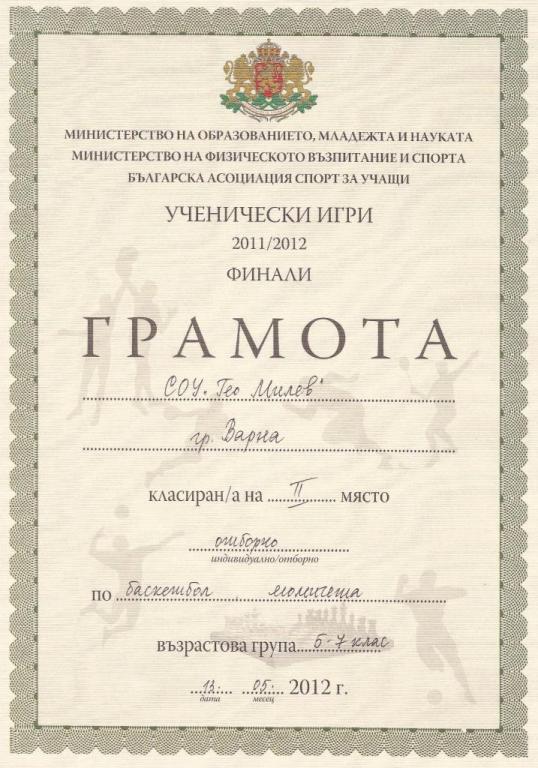 МИНИСТЕРСТВО НА ОБРАЗОВАНИЕТО, МЛАДЕЖТА И НАУКАТА
МИНИСТЕРСТВО НА ФИЗИЧЕСКОТО ВЪЗПИТАНИЕ И СПОРТА
БЪЛГАРСКА АСОЦИАЦИЯ СПОРТ ЗА УЧАЩИ
УЧЕНИЧЕСКИ ИГРИ
2011/2012
ФИНАЛИ
ГРАМОТА
СОУ "Гео Милев"
гр. Варна
класиран/а на II място
отборно
индивидуално/отборно
по баскетбол момичета
възрастова група 5-7 клас
13. 05. 2012 г.
дата месец